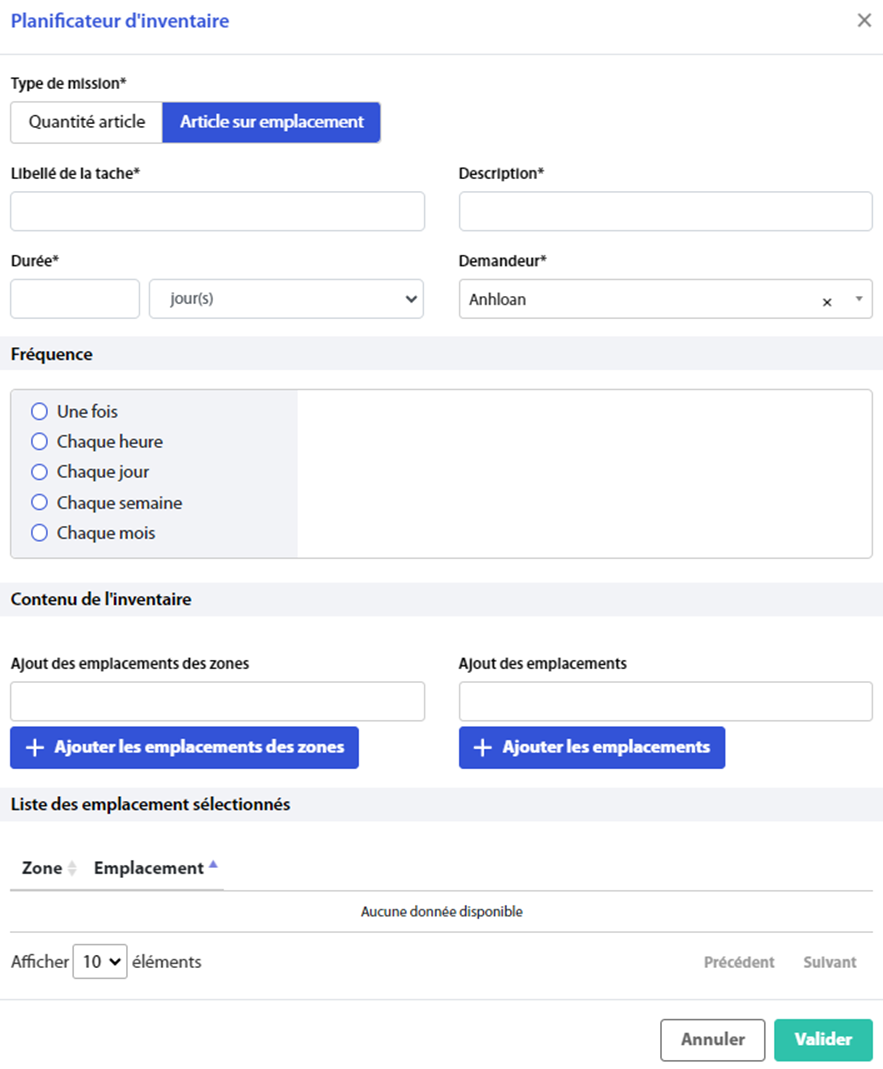 Planificateur d'inventaire
Type de mission*
Quantité article Article sur emplacement
Libellé de la tache* Description*
Durée* Demandeur*
jour(s) Anhloan
Fréquence
Une fois
Chaque heure
Chaque jour
Chaque semaine
Chaque mois
Contenu de l'inventaire
Ajout des emplacements des zones Ajout des emplacements
Ajouter les emplacements des zones Ajouter les emplacements
Liste des emplacement sélectionnés
Zone Emplacement
Aucune donnée disponible
Afficher 10 éléments Précédent Suivant
Annuler Valider